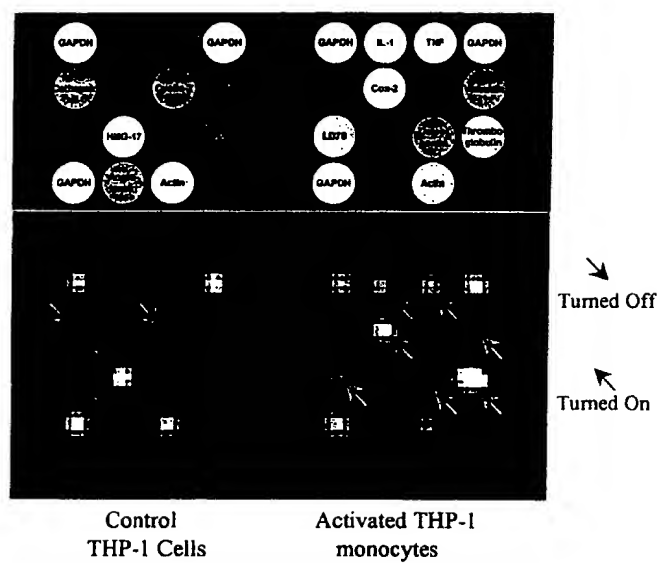 GAPDH GAPDH GAPDH IL-1 TNF GAPDH
Cox-2
HMG-17 LD78 Thrombo globulin
GAPDH Actin GAPDH Actin
Turned Off
Turned On
Control Activated THP-1
THP-1 Cells monocytes